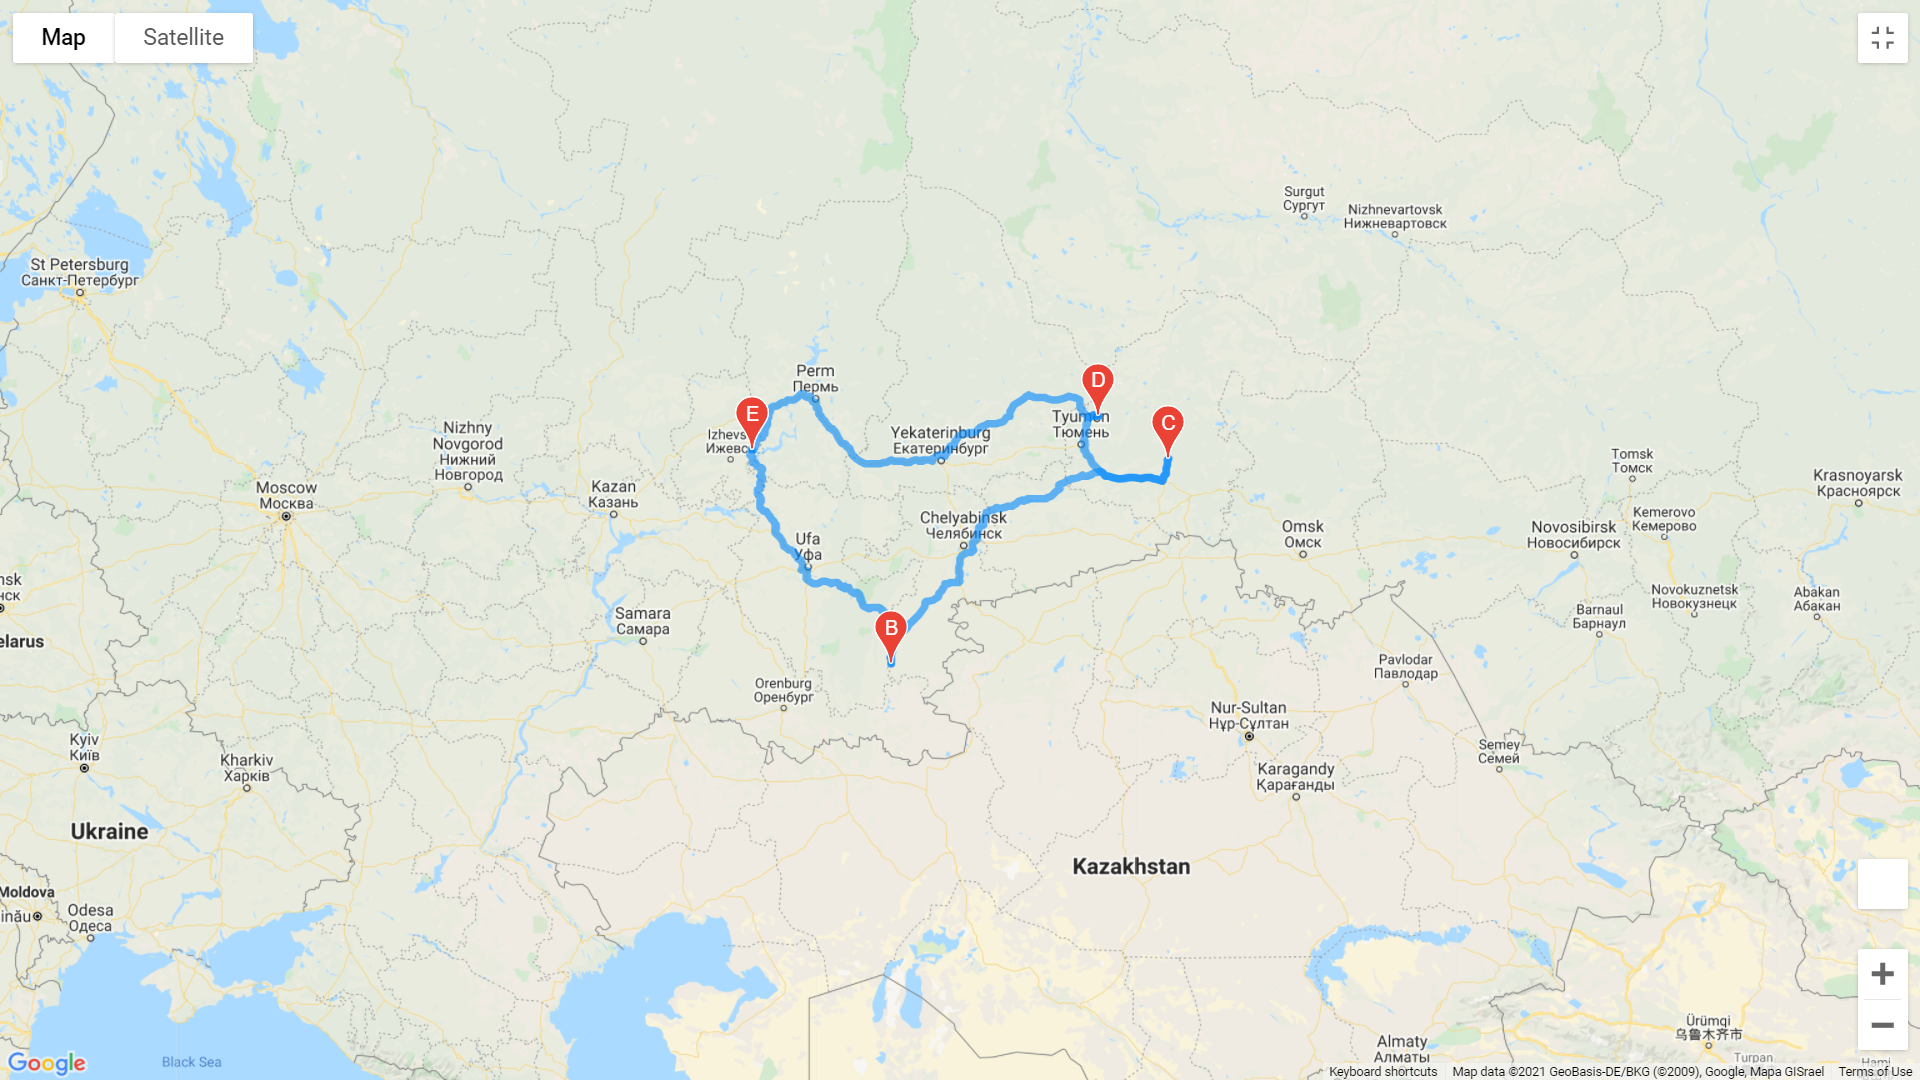 Map
Satellite
Surgut
Сургут
Nizhnevartovsk
Нижневартовск
St Petersburg
Санкт-Петербург
Perm
Пермь
D
E
C
Tyumen
Тюмень
Nizhny
Novgorod
Нижний
Новгород
Yekaterinburg
Екатеринбург
Ижевск
Tomsk
Томск
Krasnoyarsk
Красноярск
Moscow
Москва
Kazan
Казань
Chelyabinsk
Челябинск
Omsk
Омск
Novosibirsk
Новосибирск
Kemerovo
Кемерово
Ufa
Уфа
Samara
Самара
B
Barnaul
Барнаул
Novokuznetsk
Новокузнецк
Abakan
Абакан
elarus
Orenburg
Оренбург
Pavlodar
Павлодар
Nur-Sultan
Нұр-Сұлтан
Kyiv
Київ
Kharkiv
Харків
Semey
Семей
Karagandy
Қарағанды
Ukraine
Kazakhstan
Moldova
inău
Odesa
Одеса
Ürümqi
乌鲁木齐市
Almaty
Алматы
Turpan
Hami
Black Sea
Google
Keyboard shortcuts
Map data ©2021 GeoBasis-DE/BKG (©2009), Google, Mapa GISrael
Terms of Use